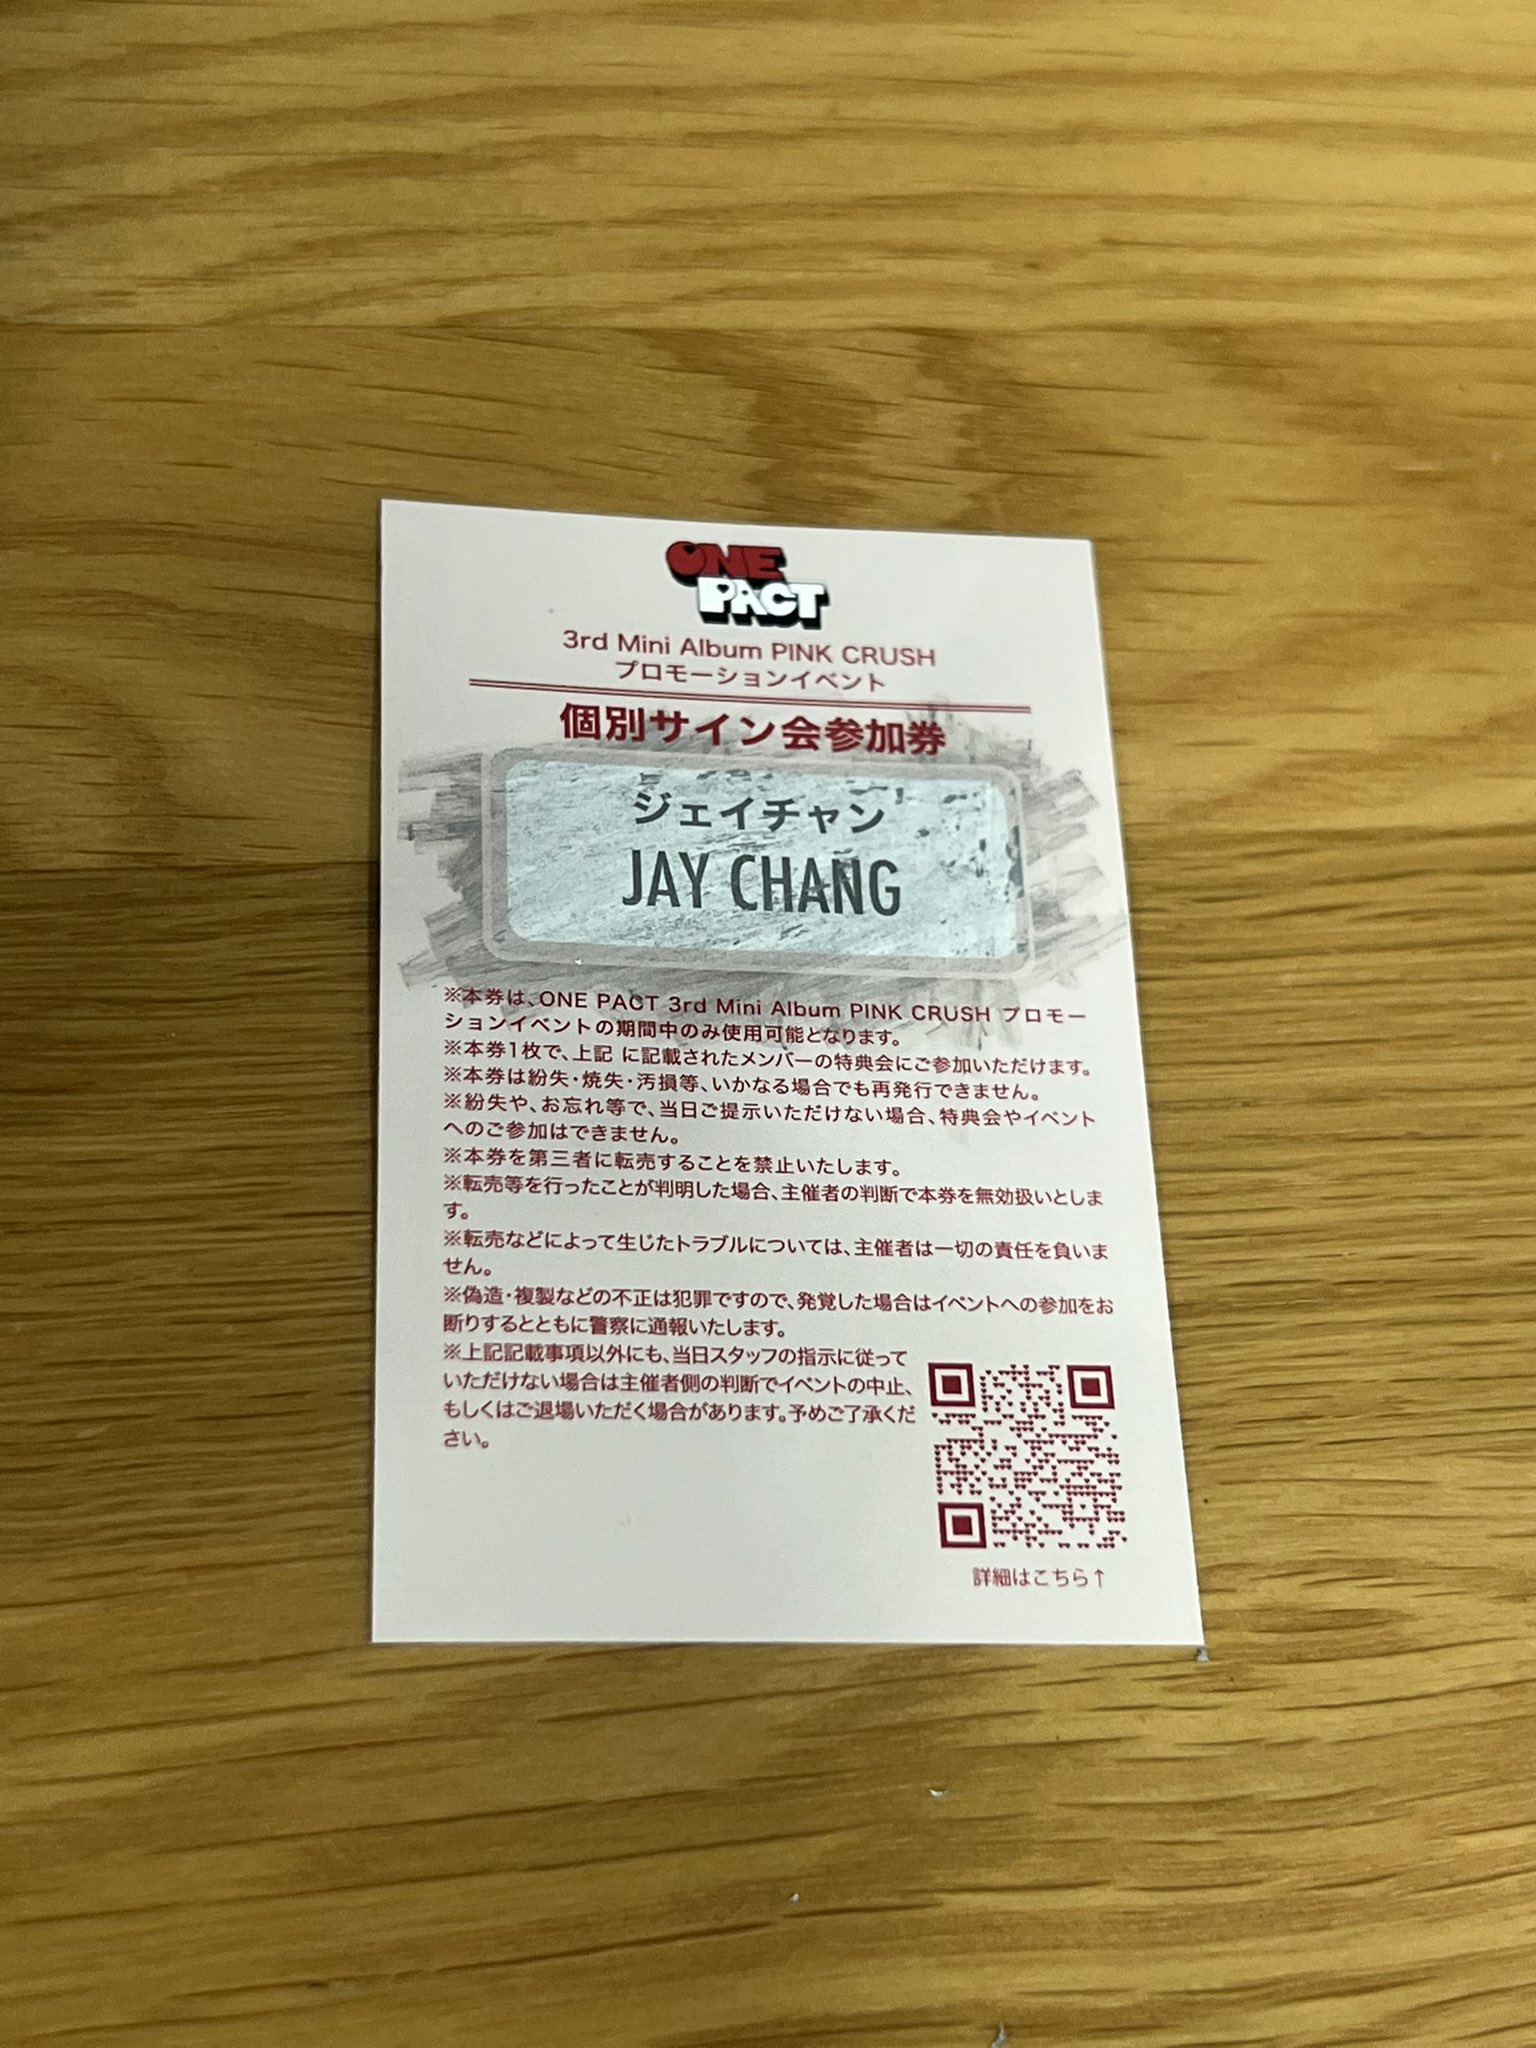 ONE
PACT
3rd Mini Album PINK CRUSH
プロモーションイベント
個別サイン会参加券
ジェイチャン
JAY CHANG
※本券は、ONE PACT 3rd Mini Album PINK CRUSH プロモー
ションイベントの期間中のみ使用可能となります。
※本券1枚で、上記 に記載されたメンバーの特典会にご参加いただけます。
※本券は紛失・焼失・汚損等、いかなる場合でも再発行できません。
※紛失や、お忘れ等で、当日ご提示いただけない場合、特典会やイベント
へのご参加はできません。
※本券を第三者に転売することを禁止いたします。
※転売等を行ったことが判明した場合、主催者の判断で本券を無効扱いとしま
す。
※転売などによって生じたトラブルについては、主催者は一切の責任を負いま
せん。
※偽造・複製などの不正は犯罪ですので、発覚した場合はイベントへの参加をお
断りするとともに警察に通報いたします。
※上記記載事項以外にも、当日スタッフの指示に従って
いただけない場合は主催者側の判断でイベントの中止、
もしくはご退場いただく場合があります。予めご了承くだ
さい。
詳細はこちら↑